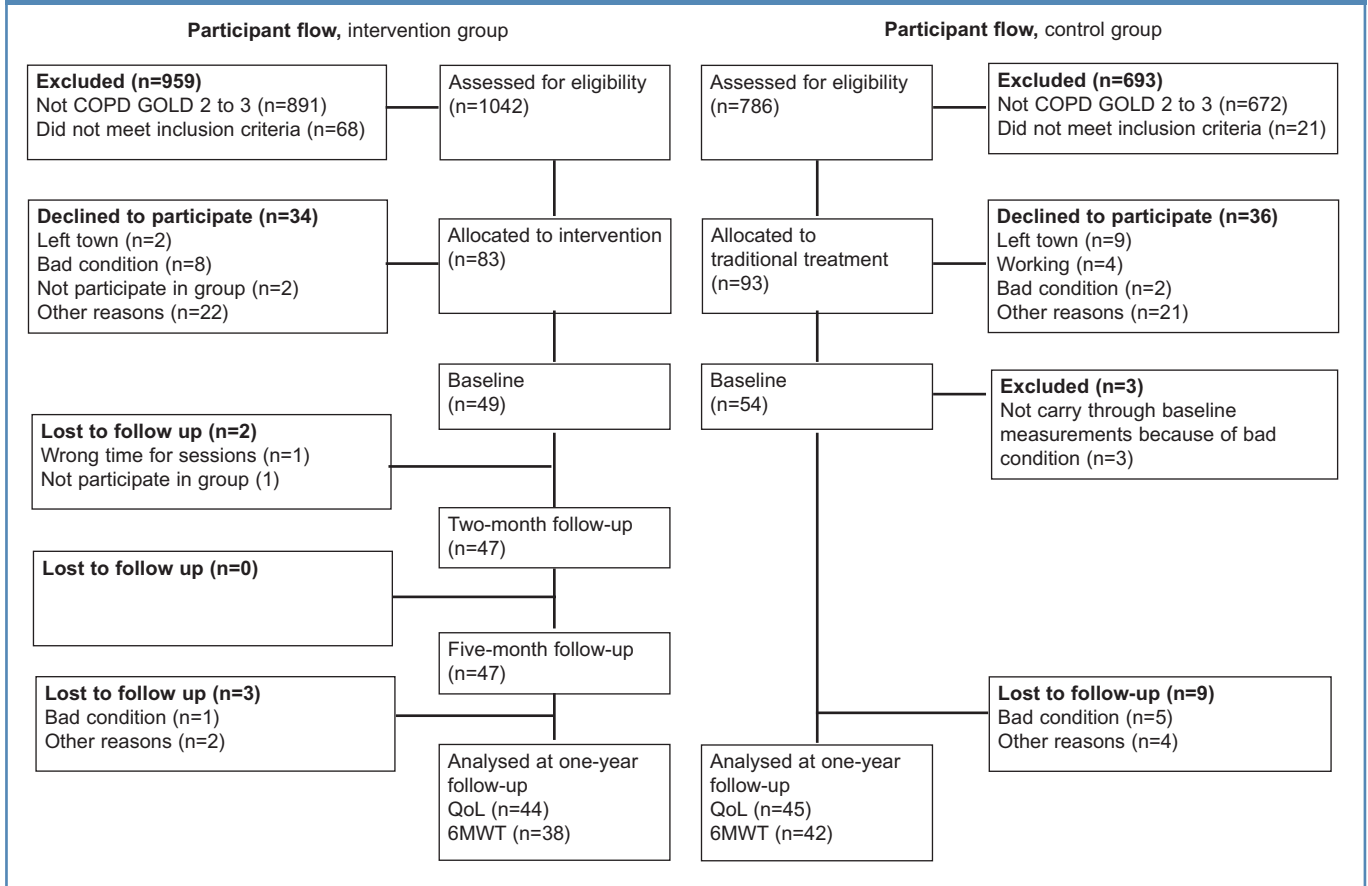 Participant flow, intervention group
Excluded (n=959)
Not COPD GOLD 2 to 3 (n=891)
Did not meet inclusion criteria (n=68)
Assessed for eligibility
(n=1042)
Declined to participate (n=34)
Left town (n=2)
Bad condition (n=8)
Not participate in group (n=2)
Other reasons (n=22)
Allocated to intervention
(n=83)
Baseline
(n=49)
Lost to follow up (n=2)
Wrong time for sessions (n=1)
Not participate in group (1)
Two-month follow-up
(n=47)
Lost to follow up (n=0)
Five-month follow-up
(n=47)
Lost to follow up (n=3)
Bad condition (n=1)
Other reasons (n=2)
Analysed at one-year
follow-up
QoL (n=44)
6MWT (n=38)
Participant flow, control group
Assessed for eligibility
(n=786)
Excluded (n=693)
Not COPD GOLD 2 to 3 (n=672)
Did not meet inclusion criteria (n=21)
Allocated to
traditional treatment
(n=93)
Declined to participate (n=36)
Left town (n=9)
Working (n=4)
Bad condition (n=2)
Other reasons (n=21)
Baseline
(n=54)
Excluded (n=3)
Not carry through baseline
measurements because of bad
condition (n=3)
Lost to follow-up (n=9)
Bad condition (n=5)
Other reasons (n=4)
Analysed at one-year
follow-up
QoL (n=45)
6MWT (n=42)